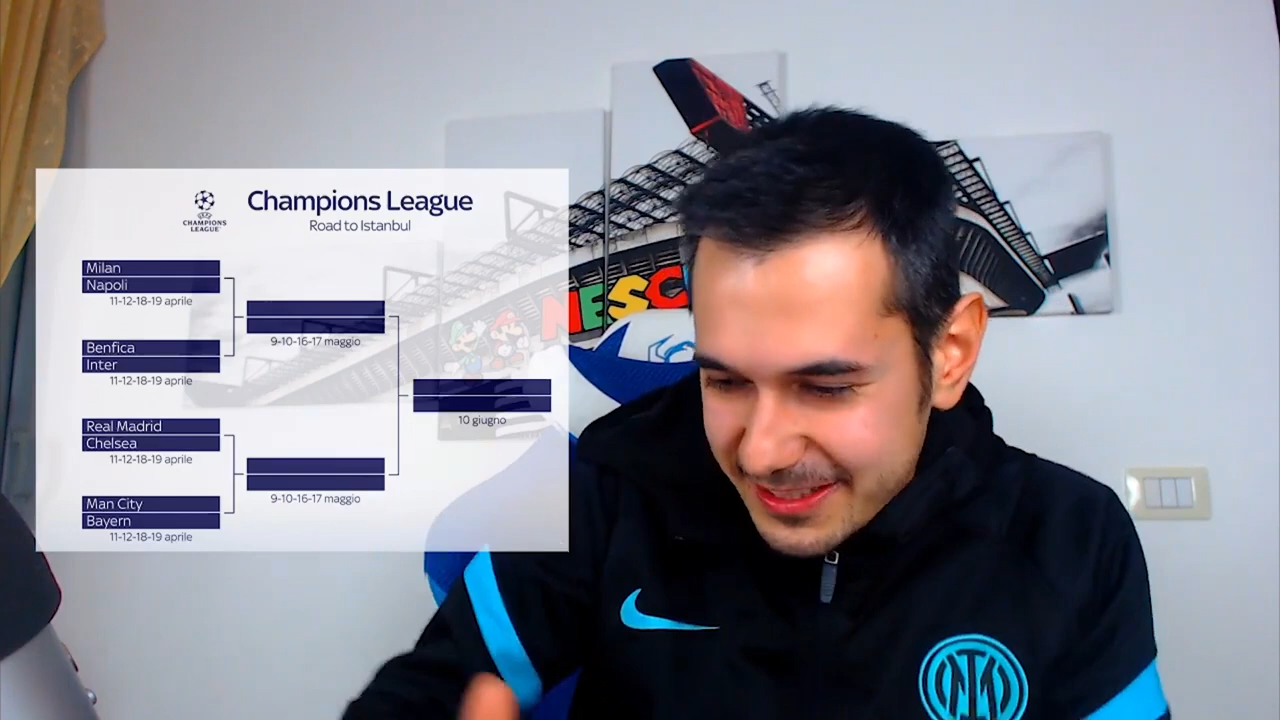 Champions League
Road to Istanbul
CHAMPIONS
LEAGUE
Milan
Napoli
11-12-18-19 aprile
Benfica
Inter
11-12-18-19 aprile
Real Madrid
Chelsea
11-12-18-19 aprile
Man City
Bayern
11-12-18-19 aprile
9-10-16-17 maggio
9-10-16-17 maggio
10 giugno
NESC